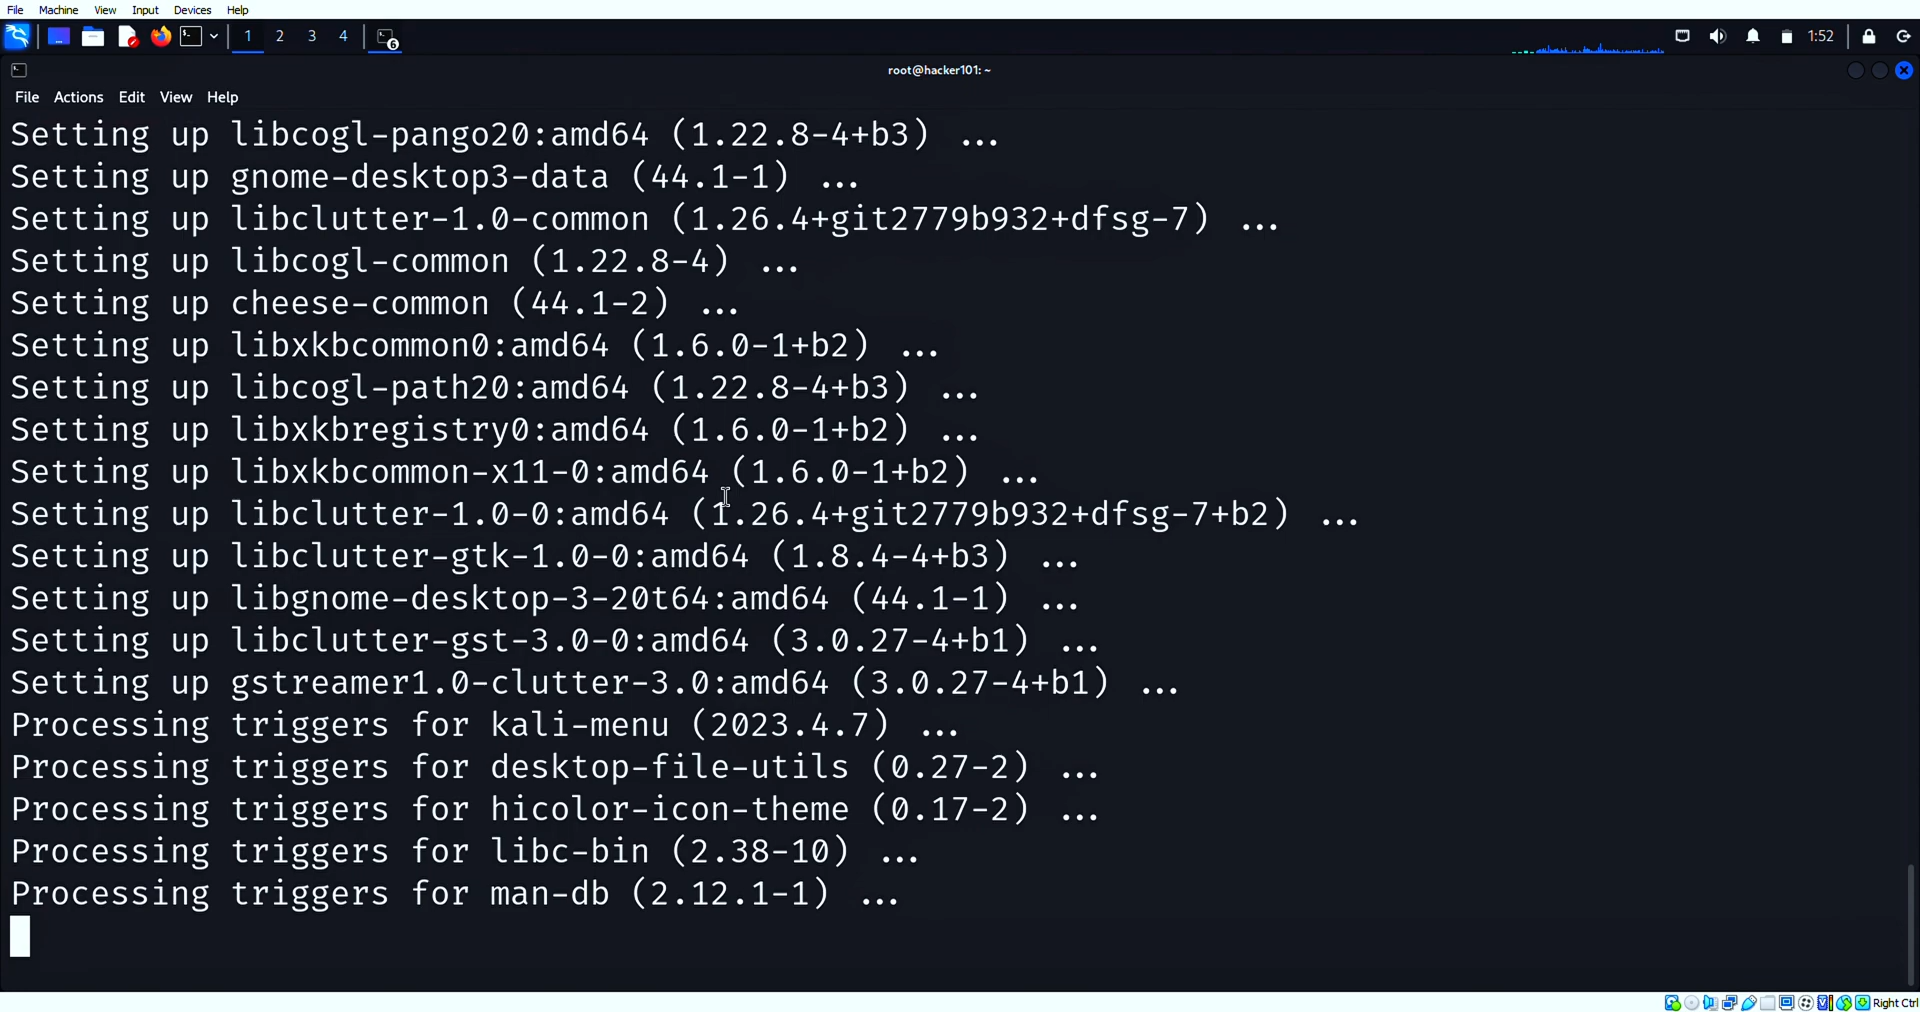 File Machine View Input Devices Help
1 2 3 4 6 1:52
root@hacker101: ~
File Actions Edit View Help
Setting up libcogl-pango20:amd64 (1.22.8-4+b3) ...
Setting up gnome-desktop3-data (44.1-1) ...
Setting up libclutter-1.0-common (1.26.4+git2779b932+dfsg-7) ...
Setting up libcogl-common (1.22.8-4) ...
Setting up cheese-common (44.1-2) ...
Setting up libxkbcommon0:amd64 (1.6.0-1+b2) ...
Setting up libcogl-path20:amd64 (1.22.8-4+b3) ...
Setting up libxkbregistry0:amd64 (1.6.0-1+b2) ...
Setting up libxkbcommon-x11-0:amd64 (1.6.0-1+b2) ...
Setting up libclutter-1.0-0:amd64 (1.26.4+git2779b932+dfsg-7+b2) ...
Setting up libclutter-gtk-1.0-0:amd64 (1.8.4-4+b3) ...
Setting up libgnome-desktop-3-20t64:amd64 (44.1-1) ...
Setting up libclutter-gst-3.0-0:amd64 (3.0.27-4+b1) ...
Setting up gstreamer1.0-clutter-3.0:amd64 (3.0.27-4+b1) ...
Processing triggers for kali-menu (2023.4.7) ...
Processing triggers for desktop-file-utils (0.27-2) ...
Processing triggers for hicolor-icon-theme (0.17-2) ...
Processing triggers for libc-bin (2.38-10) ...
Processing triggers for man-db (2.12.1-1) ...
Right Ctrl